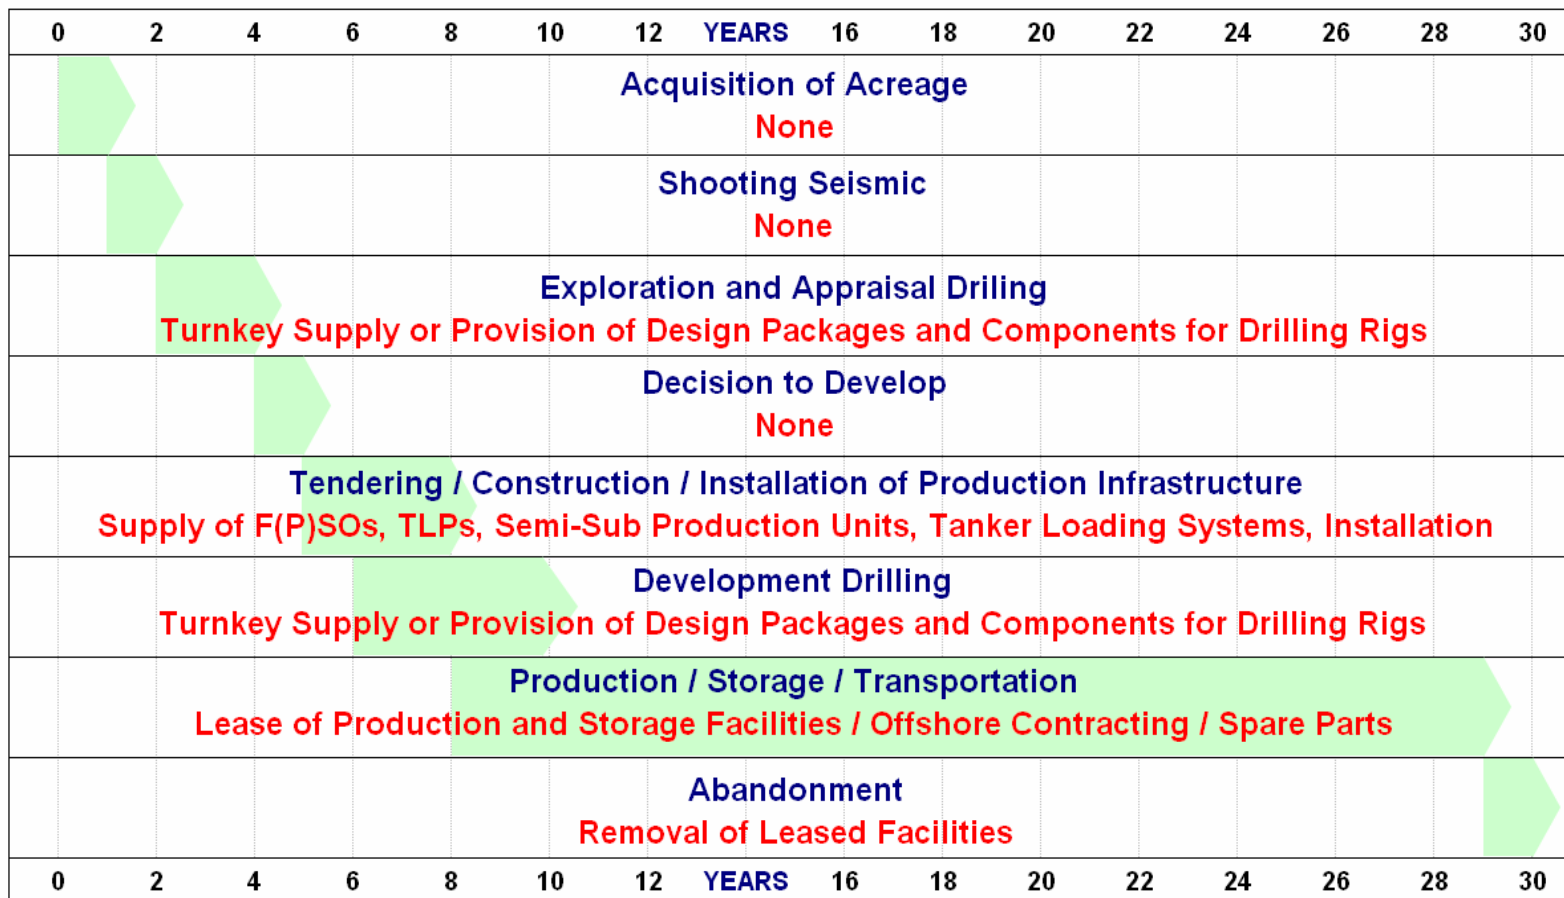 0 2 4 6 8 10 12 YEARS 16 18 20 22 24 26 28 30
Acquisition of Acreage
None
Shooting Seismic
None
Exploration and Appraisal Driling
Turnkey Supply or Provision of Design Packages and Components for Drilling Rigs
Decision to Develop
None
Tendering / Construction / Installation of Production Infrastructure
Supply of F(P)SOs, TLPs, Semi-Sub Production Units, Tanker Loading Systems, Installation
Development Drilling
Turnkey Supply or Provision of Design Packages and Components for Drilling Rigs
Production / Storage / Transportation
Lease of Production and Storage Facilities / Offshore Contracting / Spare Parts
Abandonment
Removal of Leased Facilities
0 2 4 6 8 10 12 YEARS 16 18 20 22 24 26 28 30